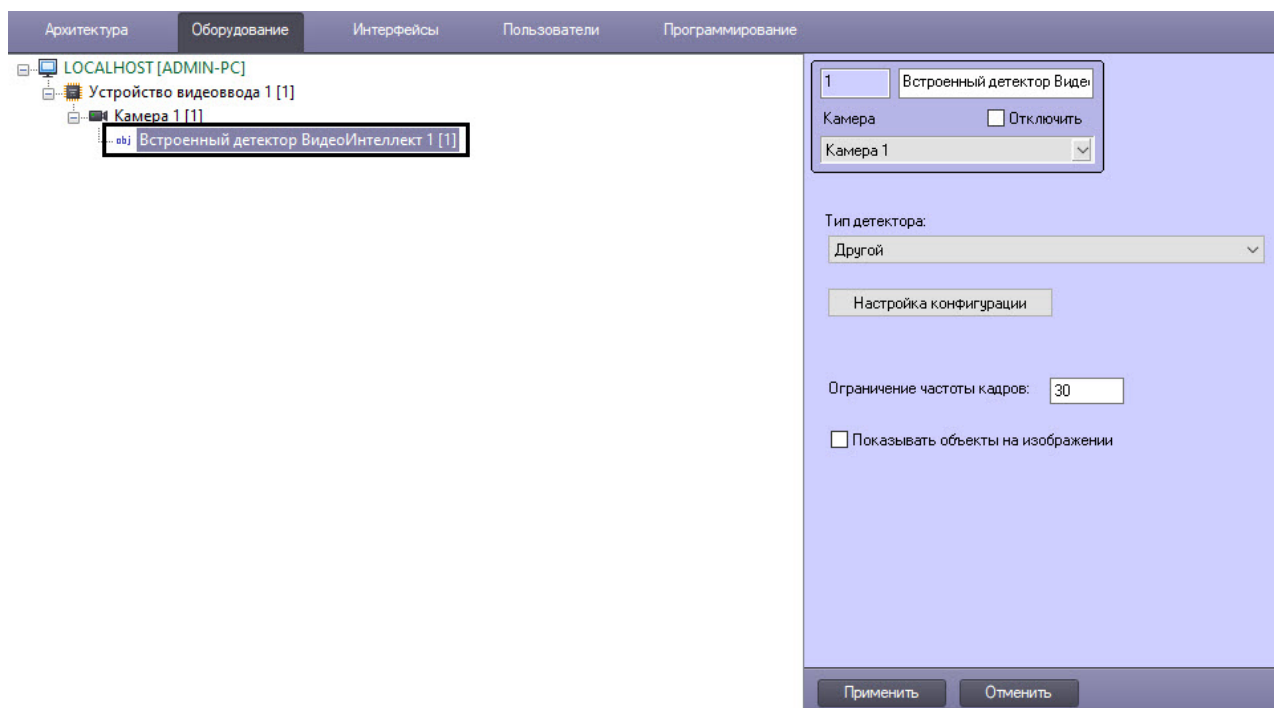 Архитектура Оборудование Интерфейсы Пользователи Программирование
LOCALHOST [ADMIN-PC]
Устройство видеоввода 1 [1]
Камера 1 [1]
obj Встроенный детектор ВидеоИнтеллект 1 [1]
1 Встроенный детектор Виде
Камера Отключить
Камера 1
Тип детектора:
Другой
Настройка конфигурации
Ограничение частоты кадров: 30
Показывать объекты на изображении
Применить Отменить